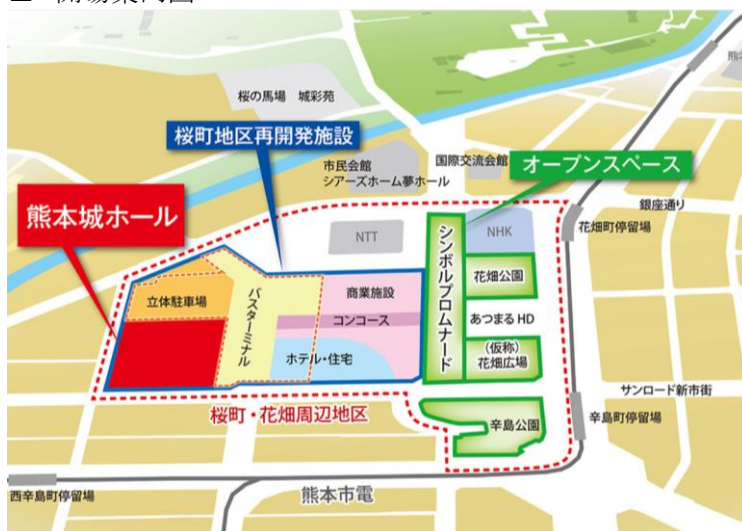 桜の馬場 城彩苑
桜町地区再開発施設
市民会館
シアーズホーム夢ホール
国際交流会館
オープンスペース
熊本城ホール
銀座通り
花畑町停留場
NTT
シンボルプロムナード
NHK
花畑公園
立体駐車場
バスターミナル
商業施設
コンコース
あつまるHD
ホテル・住宅
(仮称)
花畑広場
サンロード新市街
桜町・花畑周辺地区
辛島公園
辛島町停留場
西辛島町停留場
熊本市電